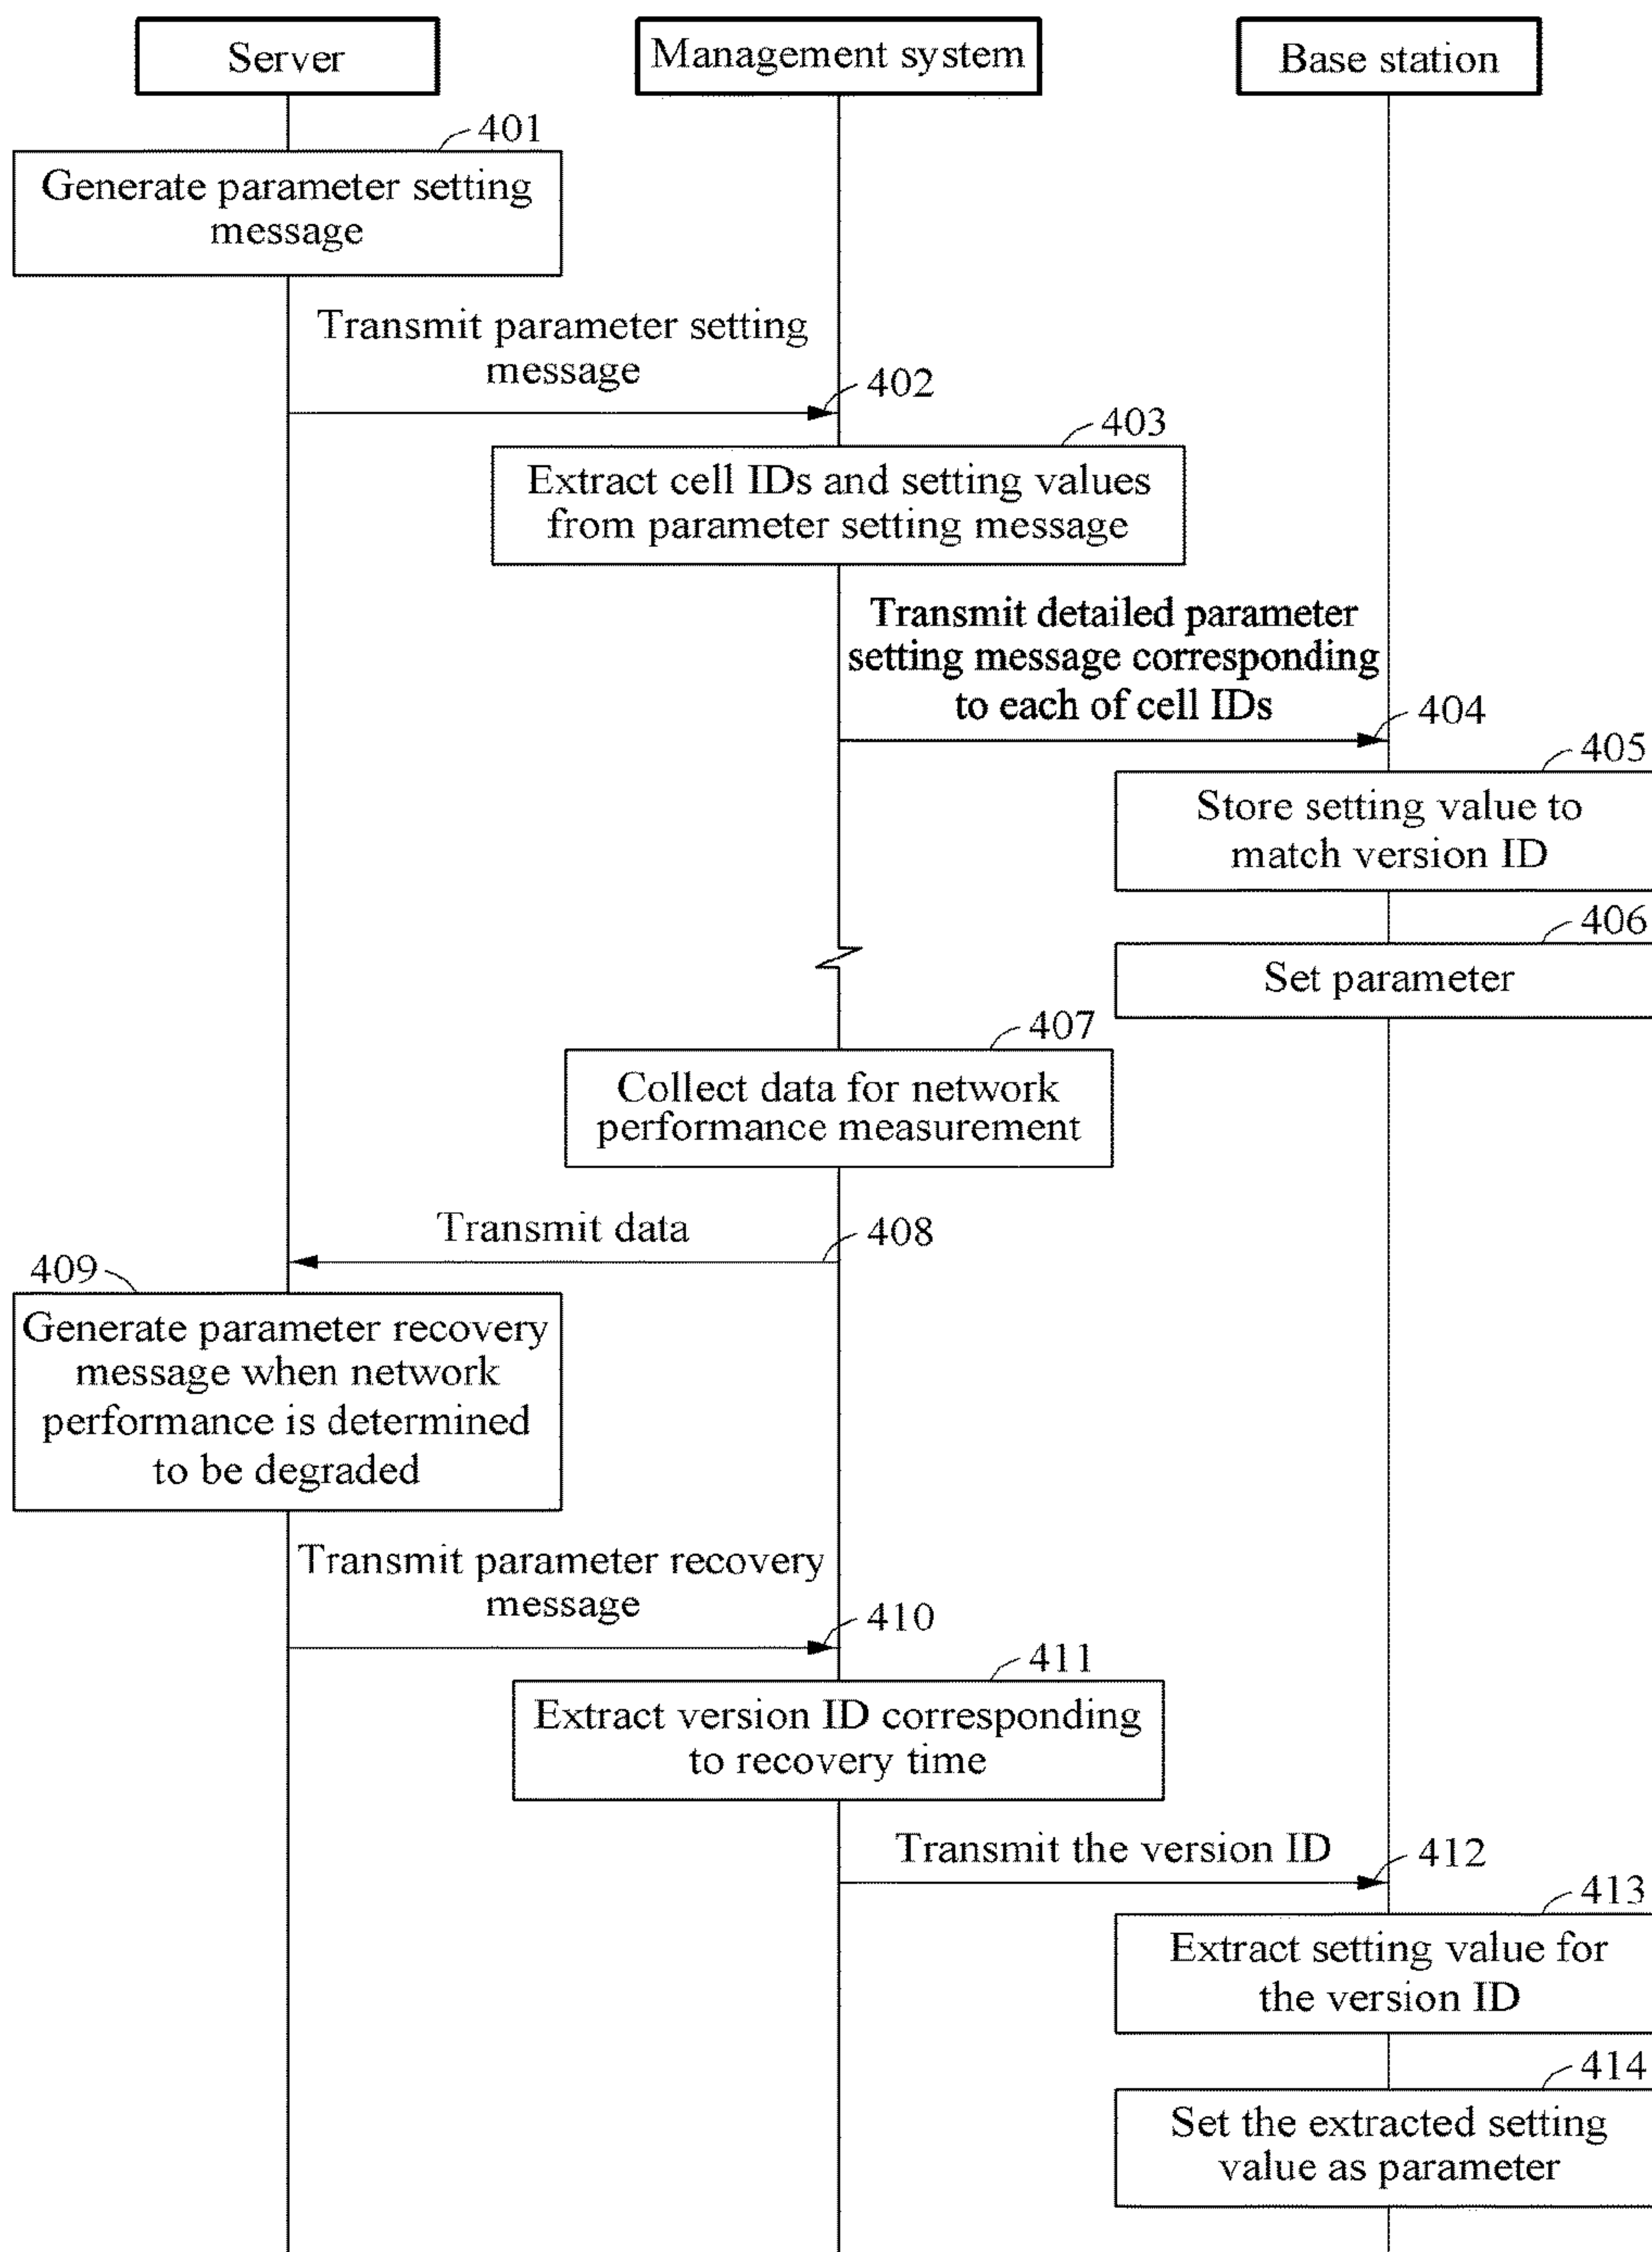 Server
Management system
Base station
401
Generate parameter setting
message
Transmit parameter setting
message
402
403
Extract cell IDs and setting values
from parameter setting message
Transmit detailed parameter
setting message corresponding
to each of cell IDs
404
405
Store setting value to
match version ID
406
Set parameter
407
Collect data for network
performance measurement
Transmit data
408
409
Generate parameter recovery
message when network
performance is determined
to be degraded
Transmit parameter recovery
message
410
411
Extract version ID corresponding
to recovery time
Transmit the version ID
412
413
Extract setting value for
the version ID
414
Set the extracted setting
value as parameter